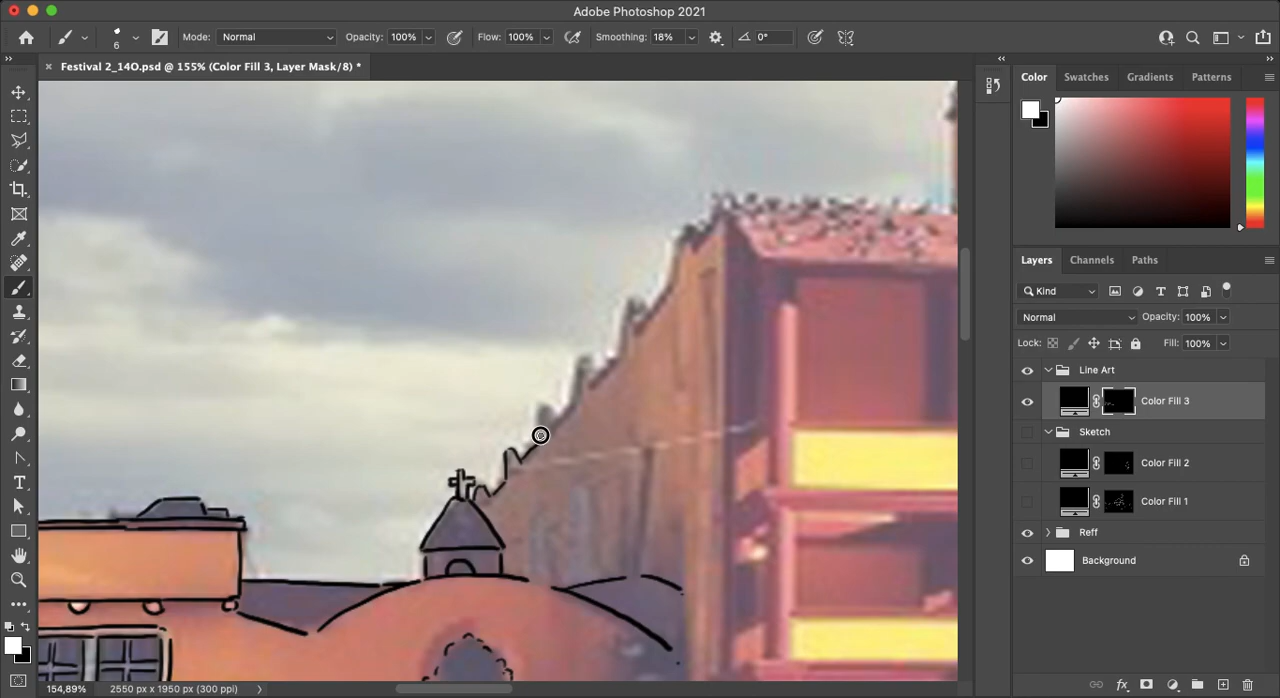 Adobe Photoshop 2021
6
Mode: Normal
Opacity: 100%
Flow: 100%
Smoothing: 18%
0°
Festival 2_14O.psd @ 155% (Color Fill 3, Layer Mask/8) *
Color
Swatches
Gradients
Patterns
Layers
Channels
Paths
Kind
Normal
Opacity: 100%
Lock:
Fill: 100%
Line Art
Color Fill 3
Sketch
Color Fill 2
Color Fill 1
Reff
Background
fx
154,89%
2550 px x 1950 px (300 ppi)